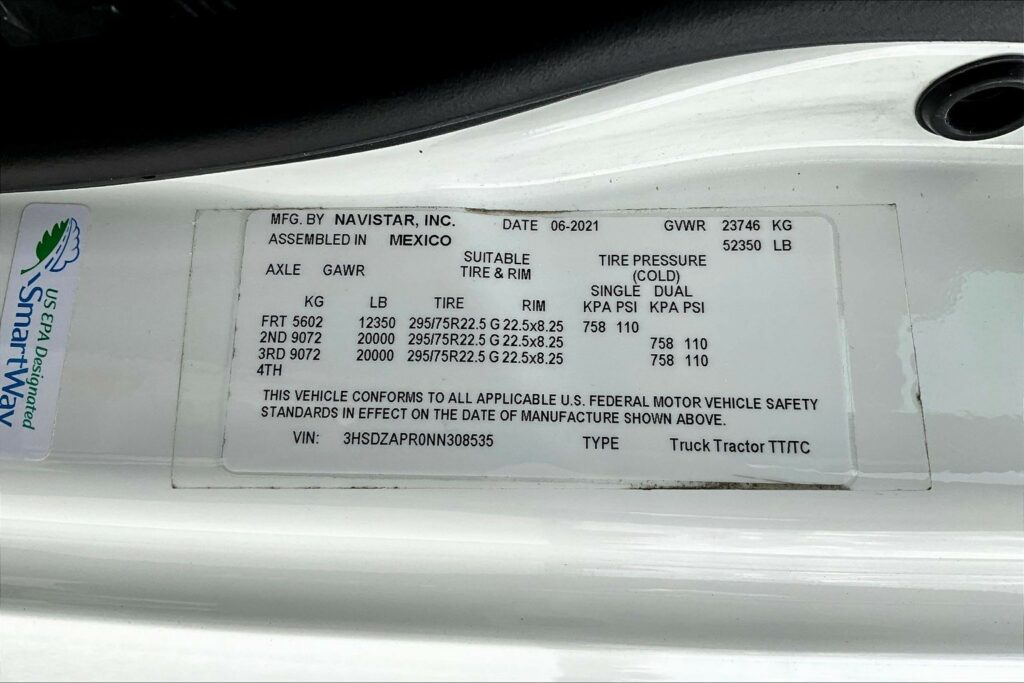 MFG. BY NAVISTAR, INC. DATE 06-2021 GVWR 23746 KG
ASSEMBLED IN MEXICO 52350 LB
SUITABLE TIRE PRESSURE
AXLE GAWR TIRE & RIM (COLD)
SINGLE DUAL
KG LB TIRE RIM KPA PSI KPA PSI
FRT 5602 12350 295/75R22.5 G 22.5x8.25 758 110
2ND 9072 20000 295/75R22.5 G 22.5x8.25 758 110
3RD 9072 20000 295/75R22.5 G 22.5x8.25 758 110
4TH
THIS VEHICLE CONFORMS TO ALL APPLICABLE U.S. FEDERAL MOTOR VEHICLE SAFETY
STANDARDS IN EFFECT ON THE DATE OF MANUFACTURE SHOWN ABOVE.
VIN: 3HSDZAPR0NN308535 TYPE Truck Tractor TT/TC
US EPA Designated
SmartWay